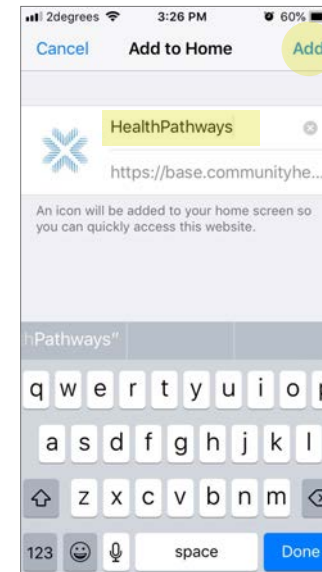 2degrees 3:26 PM 60%
Cancel Add to Home Add
HealthPathways
https://base.communityhe...
An icon will be added to your home screen so
you can quickly access this website.
hPathways"
q w e r t y u i o p
a s d f g h j k l
z x c v b n m
123 space Done